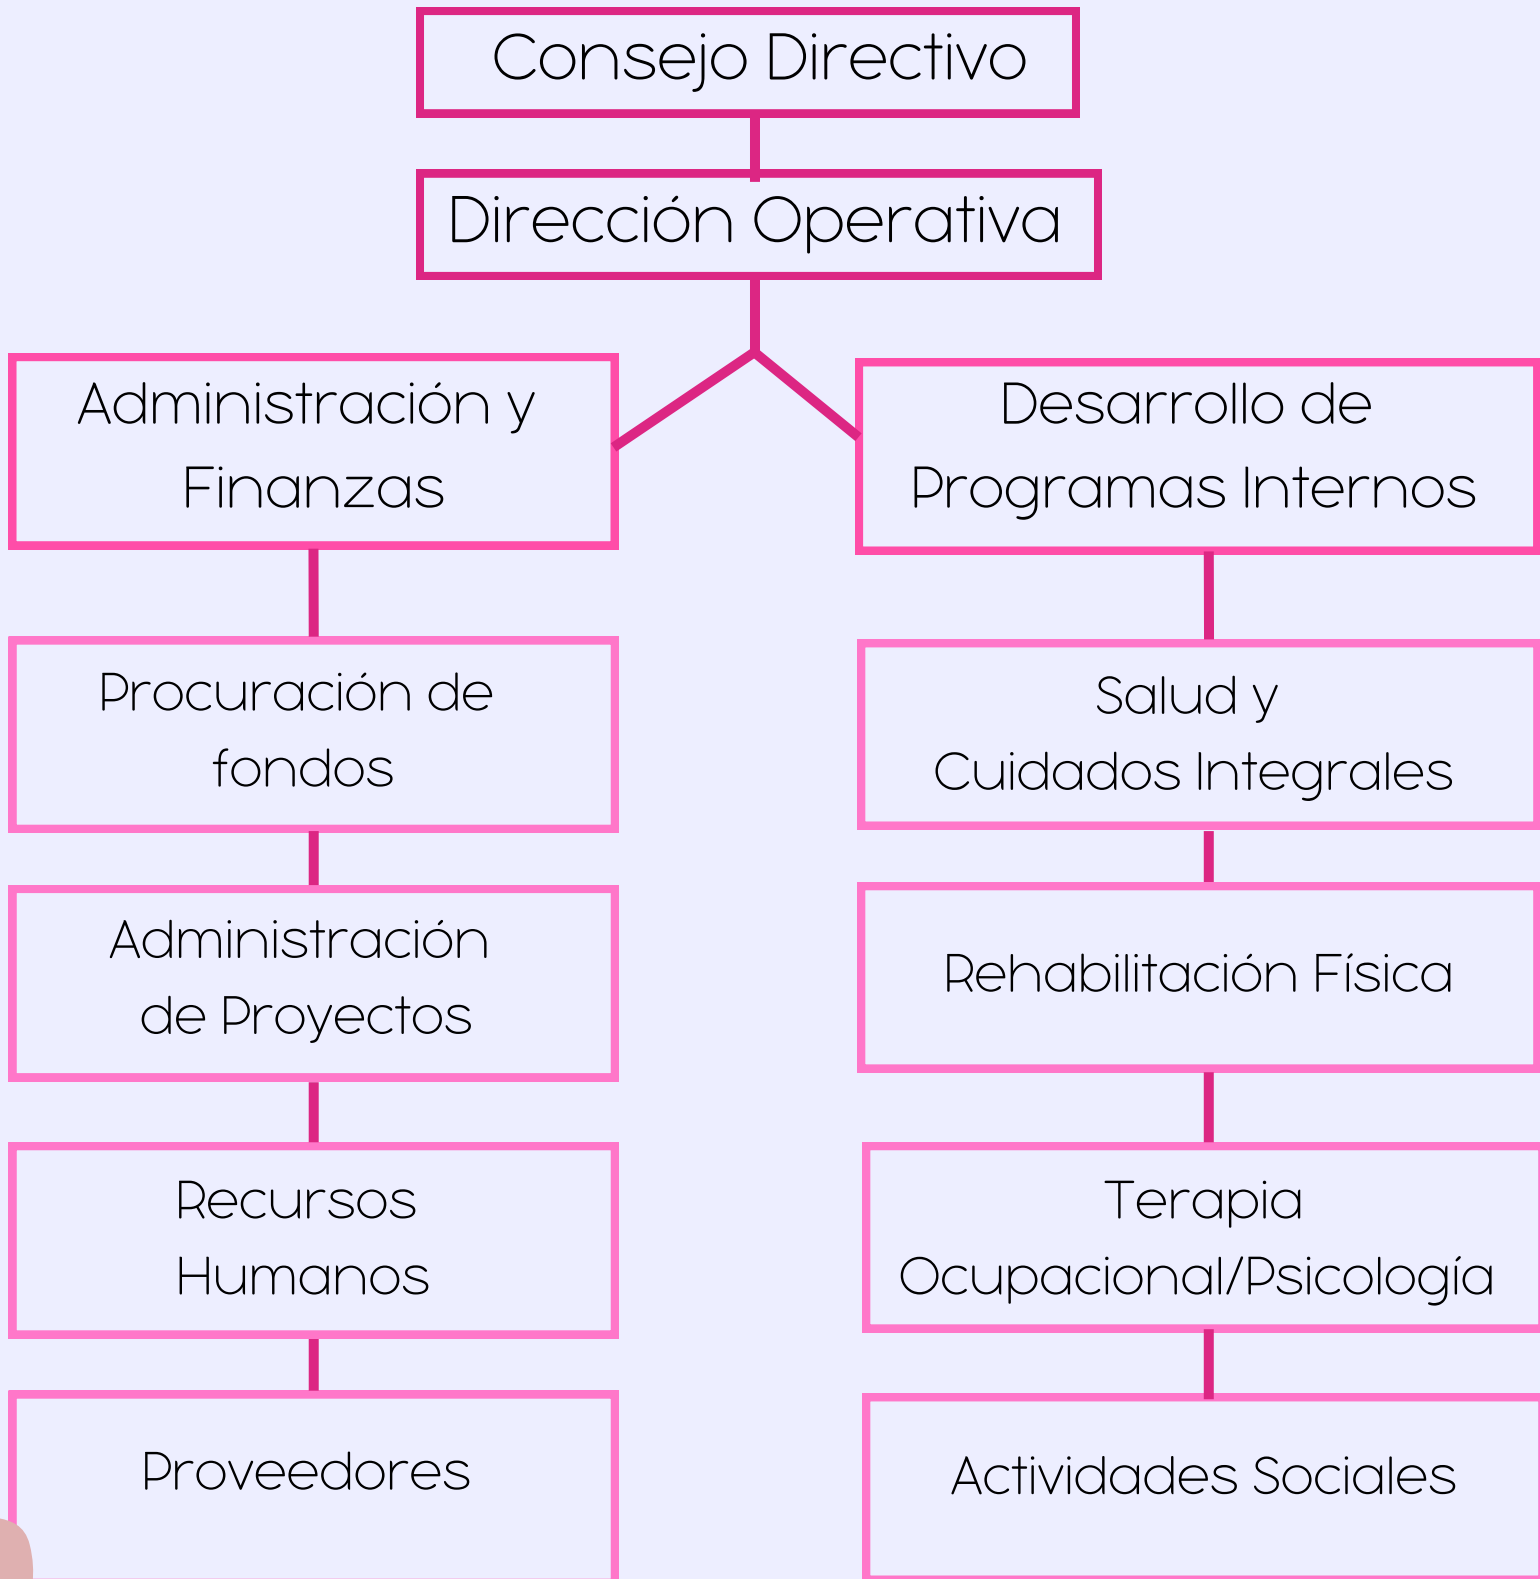 Consejo Directivo
Dirección Operativa
Administración y
Finanzas
Procuración de
fondos
Administración
de Proyectos
Recursos
Humanos
Proveedores
Desarrollo de
Programas Internos
Salud y
Cuidados Integrales
Rehabilitación Física
Terapia
Ocupacional/Psicología
Actividades Sociales